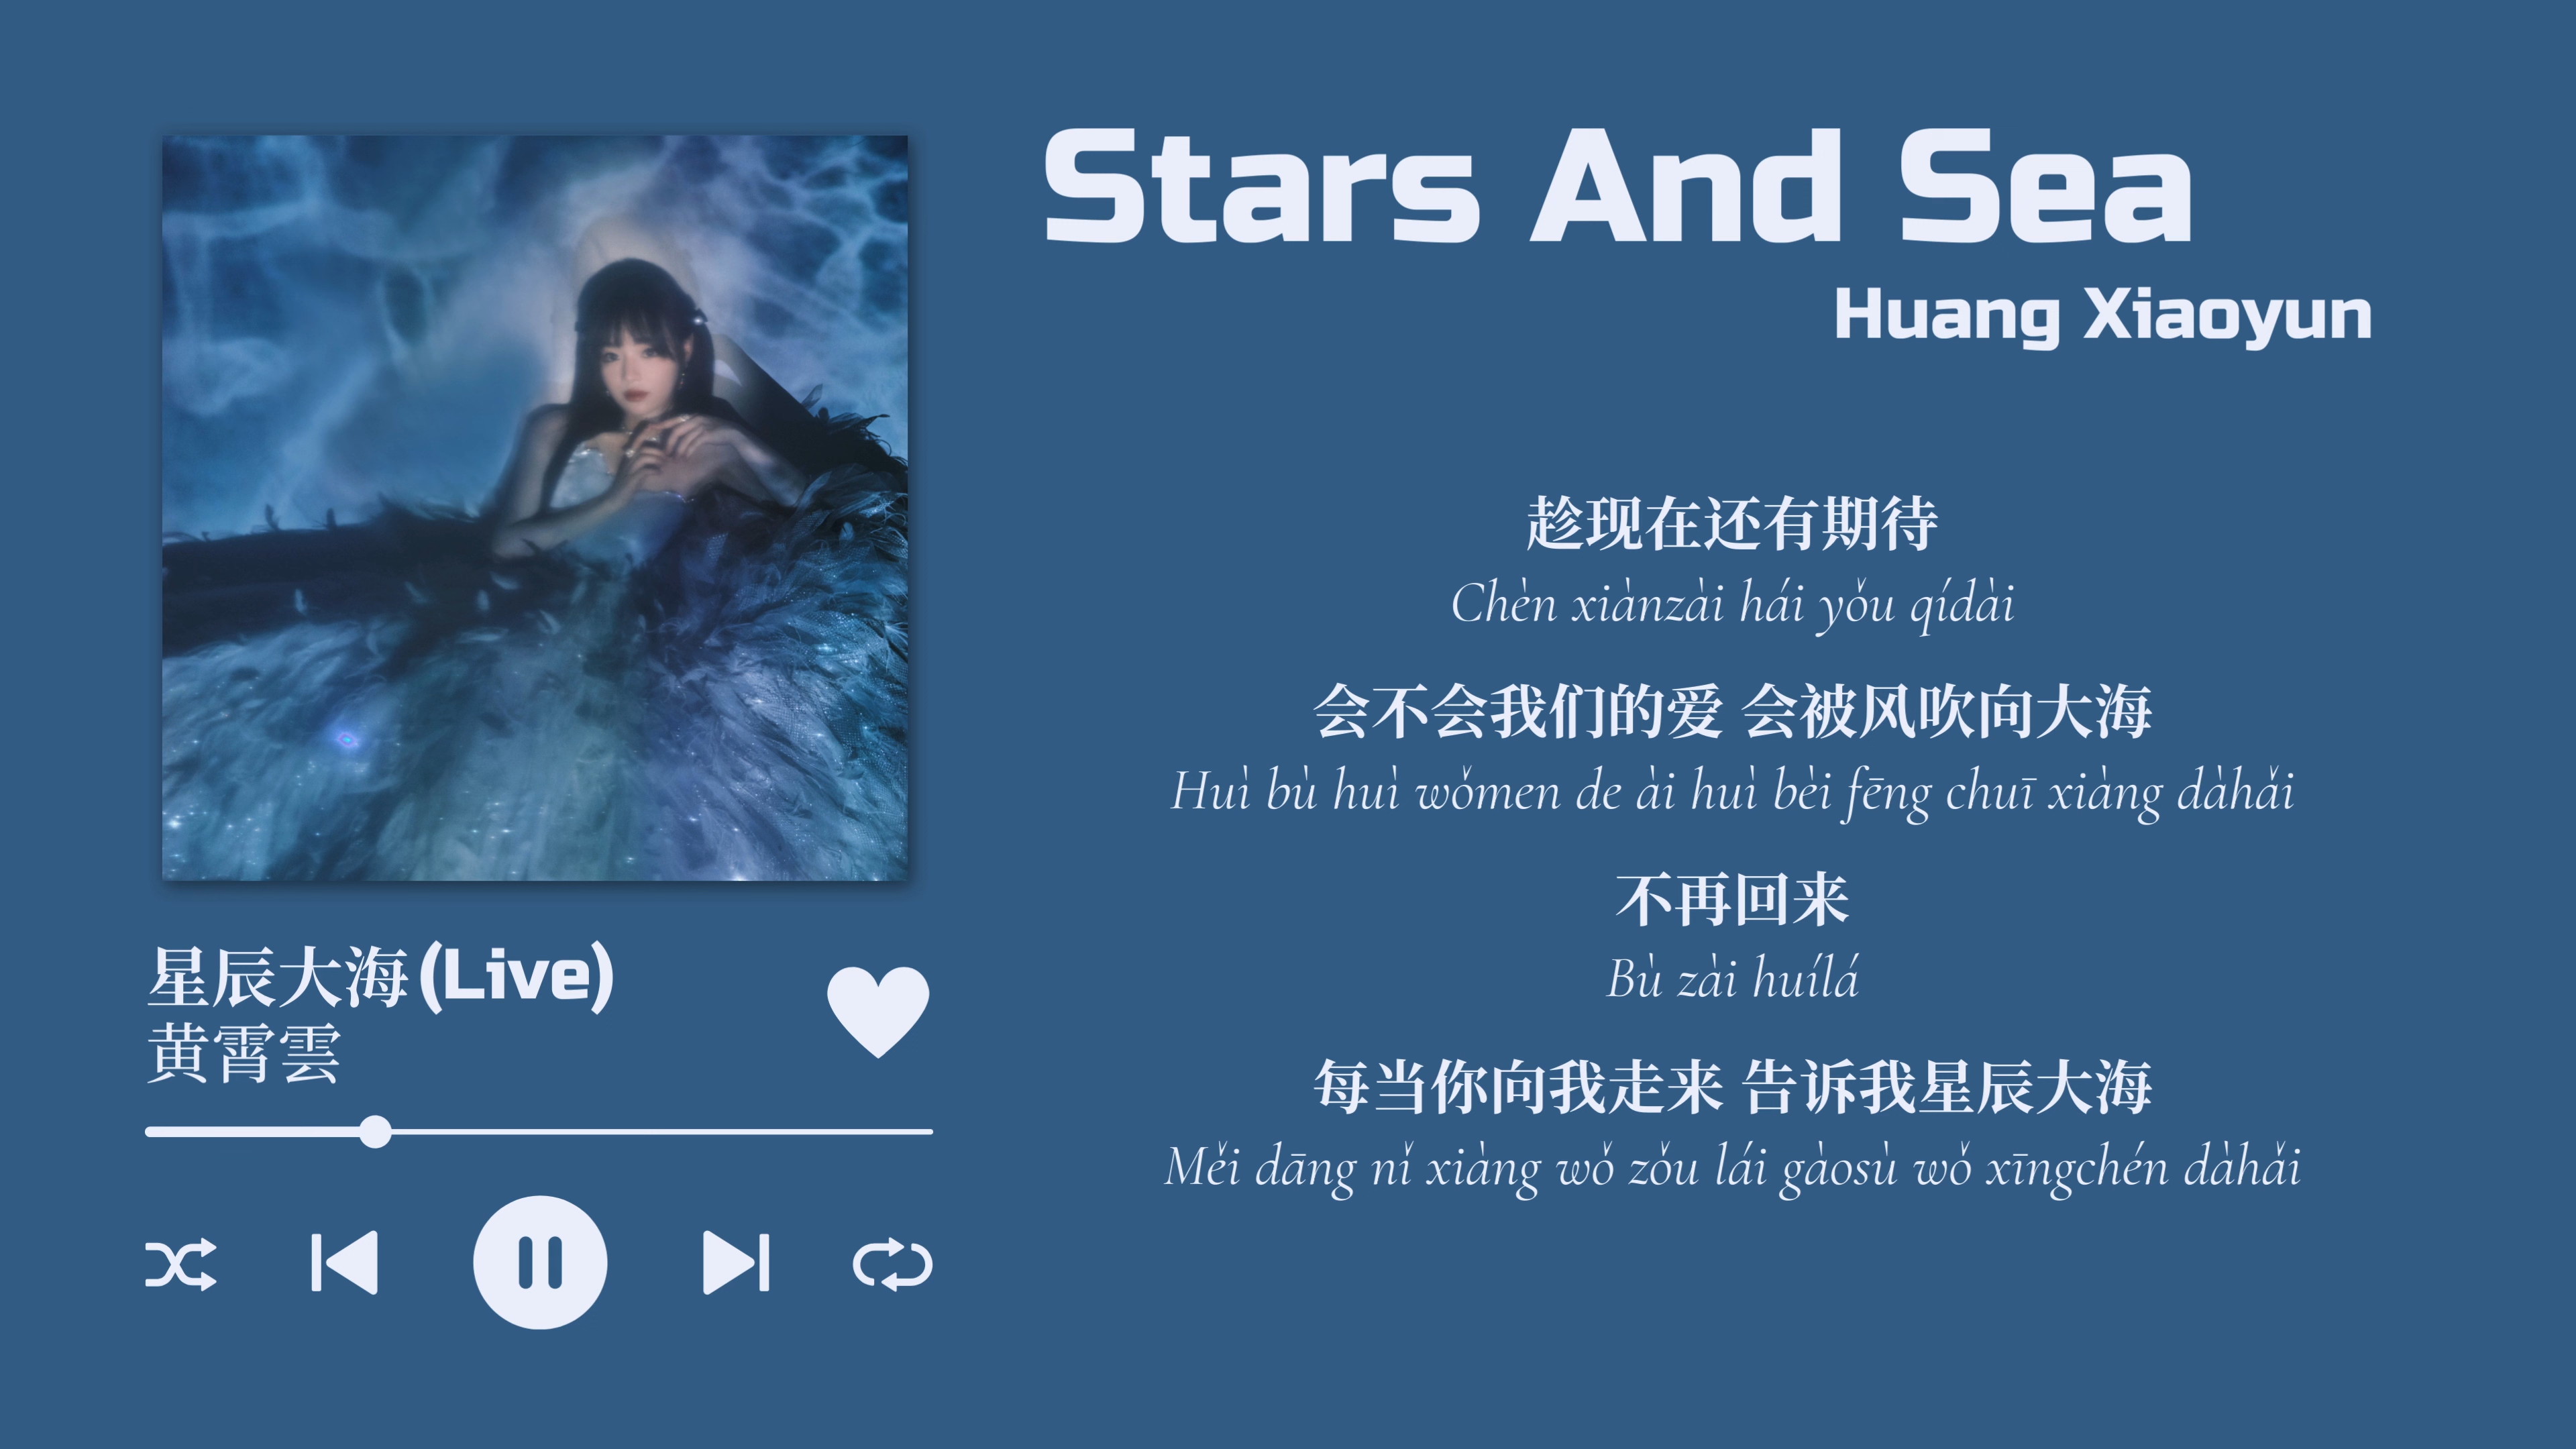 Stars And Sea
Huang Xiaoyun
趁现在还有期待
Chèn xiànzài hái yǒu qídài
会不会我们的爱 会被风吹向大海
Huì bù huì wǒmen de ài huì bèi fēng chuī xiàng dàhǎi
不再回来
Bù zài huílá
每当你向我走来 告诉我星辰大海
Měi dāng nǐ xiàng wǒ zǒu lái gàosù wǒ xīngchén dàhǎi
星辰大海(Live)
黄霄雲